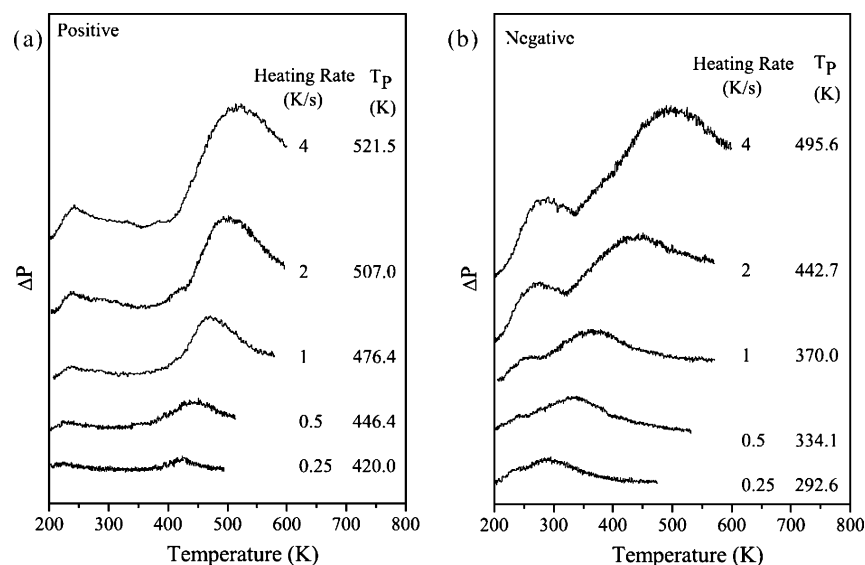 (a) Positive
Heating Rate TP
(K/s) (K)
4 521.5
2 507.0
1 476.4
0.5 446.4
0.25 420.0
ΔP
200 300 400 500 600 700 800
Temperature (K)
(b) Negative
Heating Rate TP
(K/s) (K)
4 495.6
2 442.7
1 370.0
0.5 334.1
0.25 292.6
ΔP
200 300 400 500 600 700 800
Temperature (K)